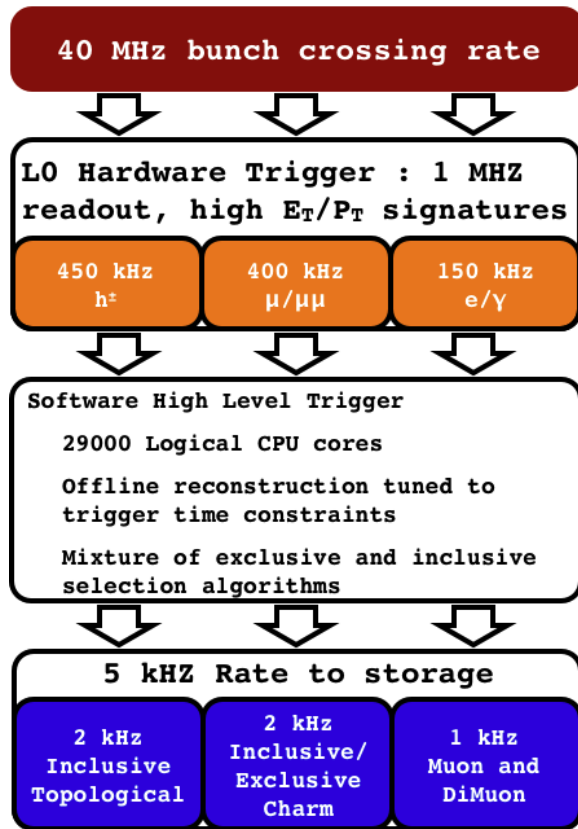 40 MHz bunch crossing rate
L0 Hardware Trigger : 1 MHZ
readout, high E_T/P_T signatures
450 kHz
h±
400 kHz
μ/μμ
150 kHz
e/γ
Software High Level Trigger
29000 Logical CPU cores
Offline reconstruction tuned to
trigger time constraints
Mixture of exclusive and inclusive
selection algorithms
5 kHZ Rate to storage
2 kHz
Inclusive
Topological
2 kHz
Inclusive/
Exclusive
Charm
1 kHz
Muon and
DiMuon